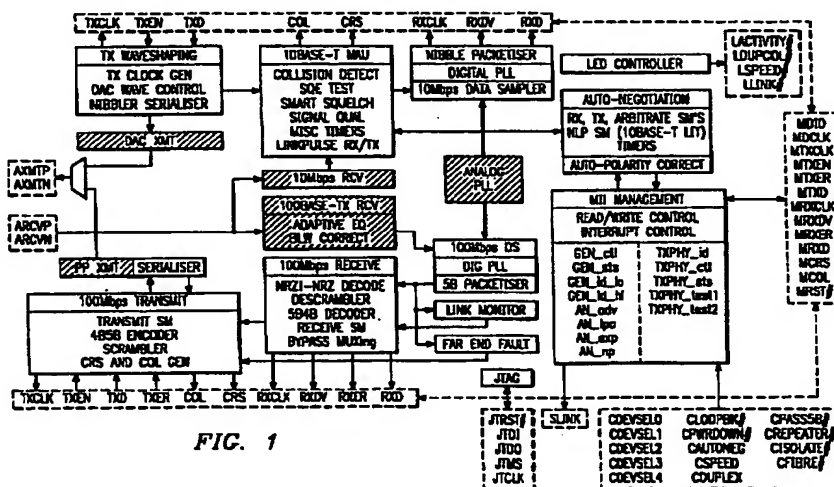 TXCLK TXEN TXD COL CRS RXCLK RXDV RXD
TX WAVESHAPING
TX CLOCK GEN
DAC WAVE CONTROL
NIBBLER SERIALISER
10BASE-T MAU
COLLISION DETECT
SQE TEST
SMART SQUELCH
SIGNAL QUAL
MISC TIMERS
LINKPULSE RX/TX
NIBBLE PACKETISER
DIGITAL PLL
10Mbps DATA SAMPLER
LED CONTROLLER
LACTIVITY//
LDUPCOL//
LSPEED//
LLINK//
AUTO-NEGOTIATION
RX, TX, ARBITRATE SM'S
NLP SM (10BASE-T LIT)
TIMERS
AUTO-POLARITY CORRECT
DAC XMT
AXMTP
AXMTN
ARCVP
ARCVN
10Mbps RCV
100BASE-TX RCV
ADAPTIVE EQ
BLW CORRECT
ANALOG
PLL
MII MANAGEMENT
READ/WRITE CONTROL
INTERRUPT CONTROL
GEN_ctl TXPHY_id
GEN_sts TXPHY_ctl
GEN_id_lo TXPHY_sts
GEN_id_hi TXPHY_test1
AN_adv TXPHY_test2
AN_lpa
AN_exp
AN_np
MDIO
MDCLK
MTXCLK
MTXEN
MTXER
MTXD
MRXCLK
MRXDV
MRXER
MRXD
MCRS
MCOL
MRST//
PP XMT SERIALISER
100Mbps TRANSMIT
TRANSMIT SM
4B5B ENCODER
SCRAMBLER
CRS AND COL GEN
100Mbps RECEIVE
NRZI-NRZ DECODE
DESCRAMBLER
5B4B DECODER
RECEIVE SM
BYPASS MUXing
100Mbps DS
DIG PLL
5B PACKETISER
LINK MONITOR
FAR END FAULT
TXCLK TXEN TXD TXER COL CRS RXCLK RXDV RXER RXD
JTAG
JTRST//
JTDI
JTDO
JTMS
JTCLK
SLINK
CDEVSEL0 CLOOPBK// CPASS5B//
CDEVSEL1 CPWRDOWN// CREPEATER//
CDEVSEL2 CAUTONEG CISOLATE//
CDEVSEL3 CSPEED CFIBRE//
CDEVSEL4 CDUPLEX
FIG. 1